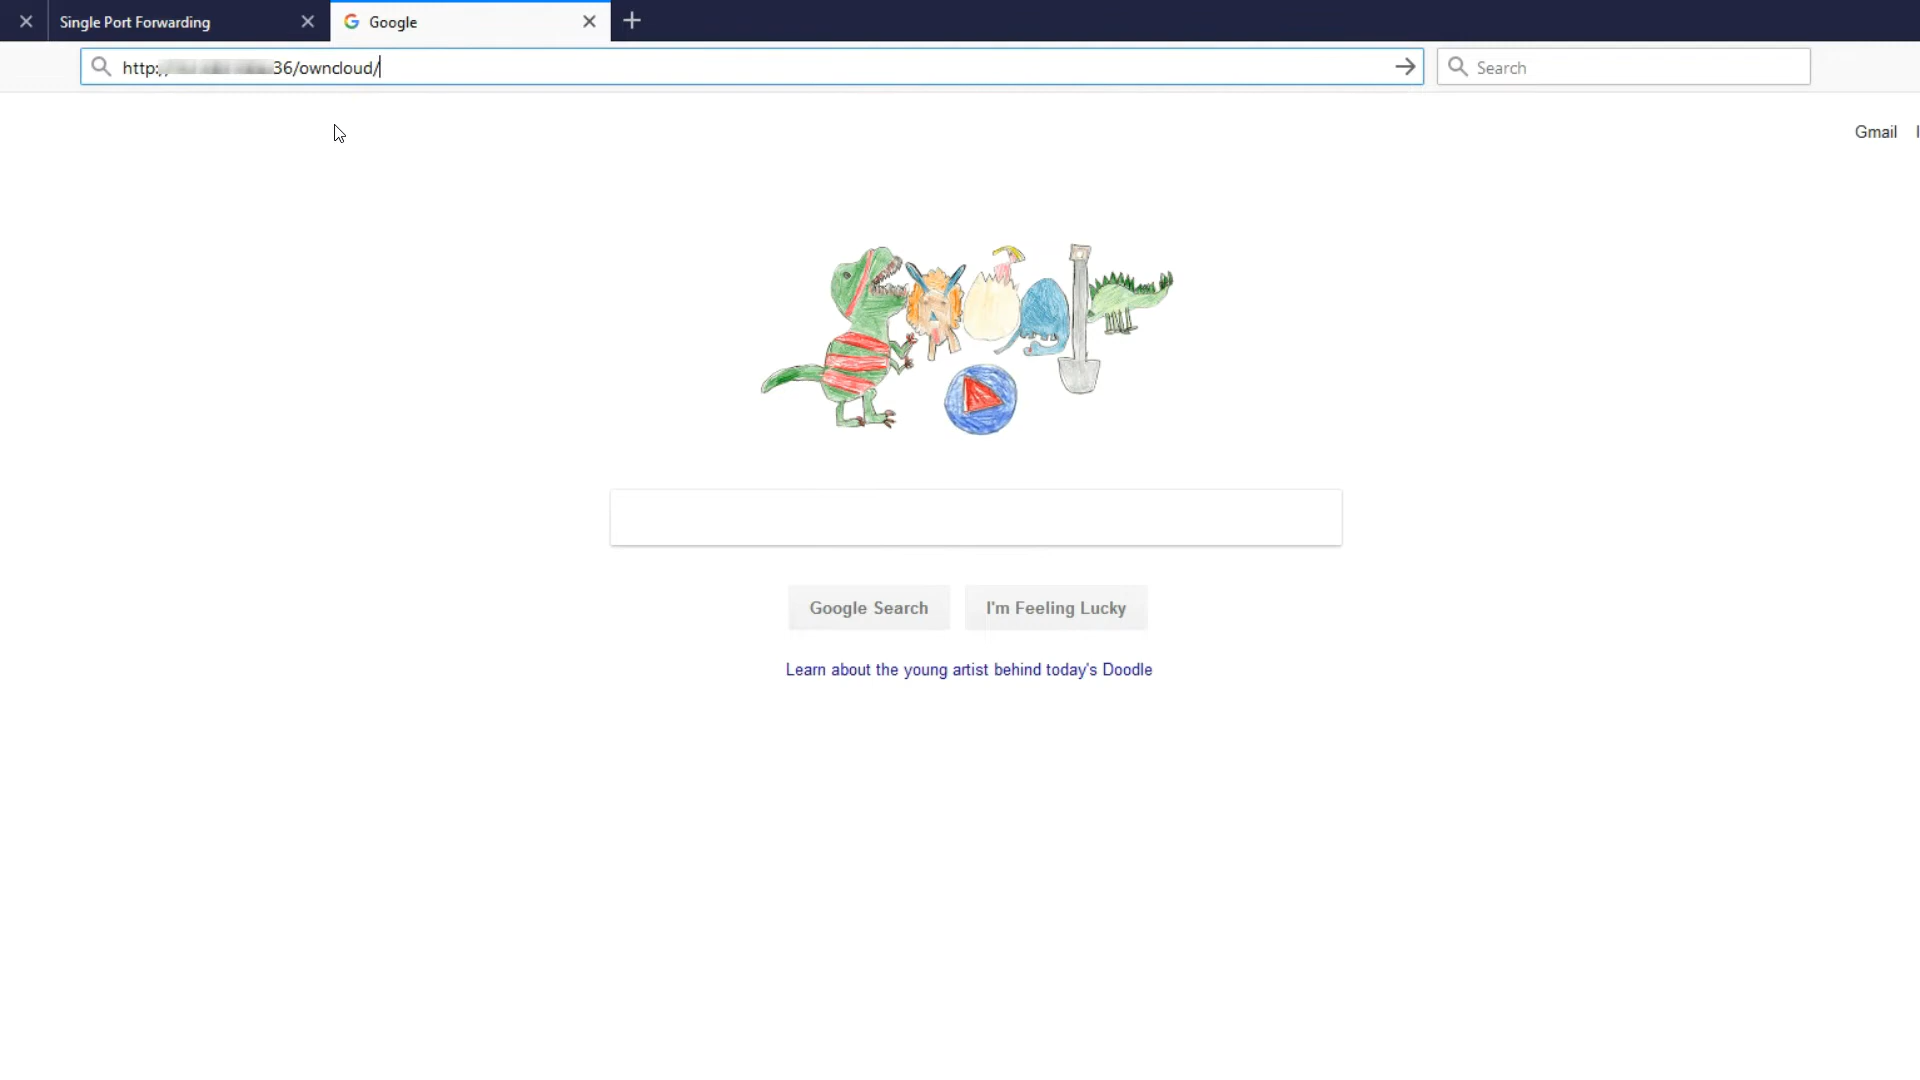 Single Port Forwarding
Google
http: 36/owncloud/
Search
Gmail
Google Search
I'm Feeling Lucky
Learn about the young artist behind today's Doodle